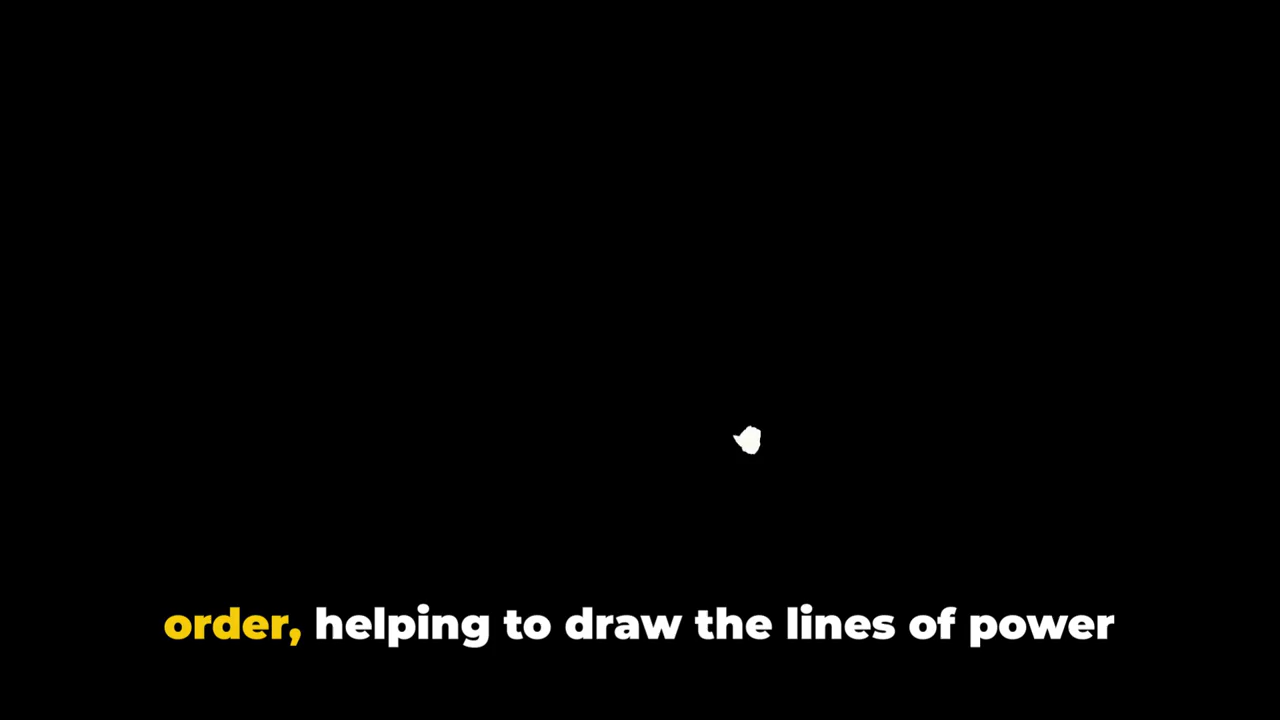 order, helping to draw the lines of power